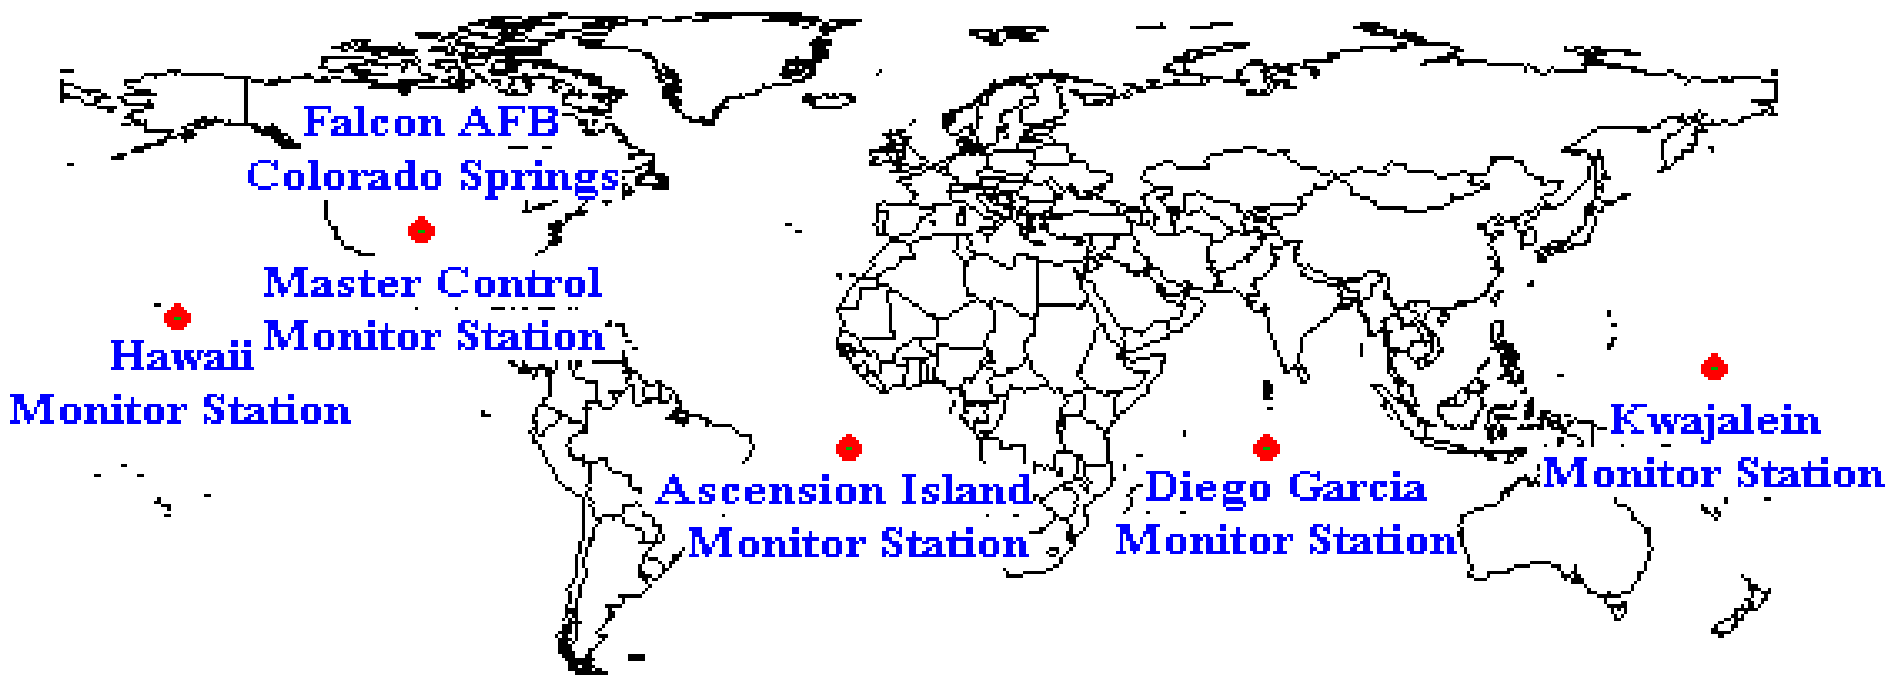 Falcon AFB
Colorado Springs
Master Control
Monitor Station
Hawaii
Monitor Station
Ascension Island
Monitor Station
Diego Garcia
Monitor Station
Kwajalein
Monitor Station